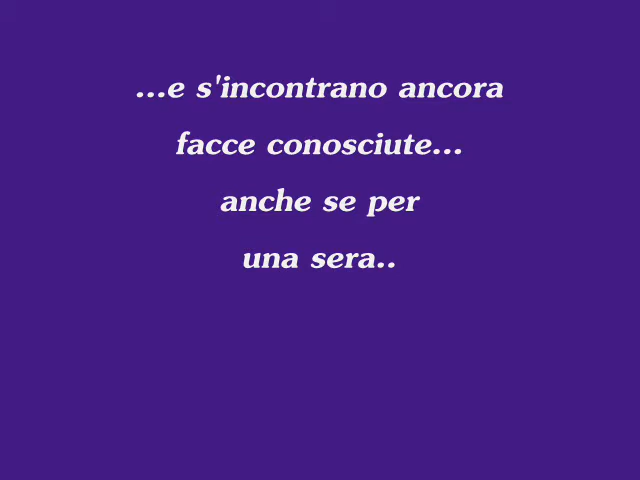 ...e s'incontrano ancora
facce conosciute...
anche se per
una sera..